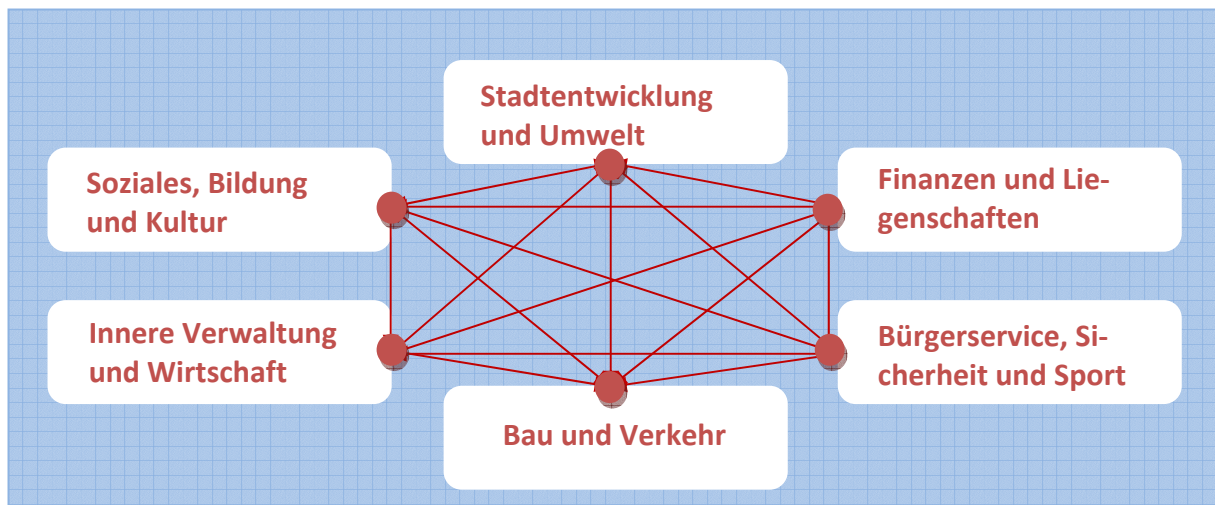 Stadtentwicklung
und Umwelt
Soziales, Bildung
und Kultur
Finanzen und Lie-
genschaften
Innere Verwaltung
und Wirtschaft
Bürgerservice, Si-
cherheit und Sport
Bau und Verkehr